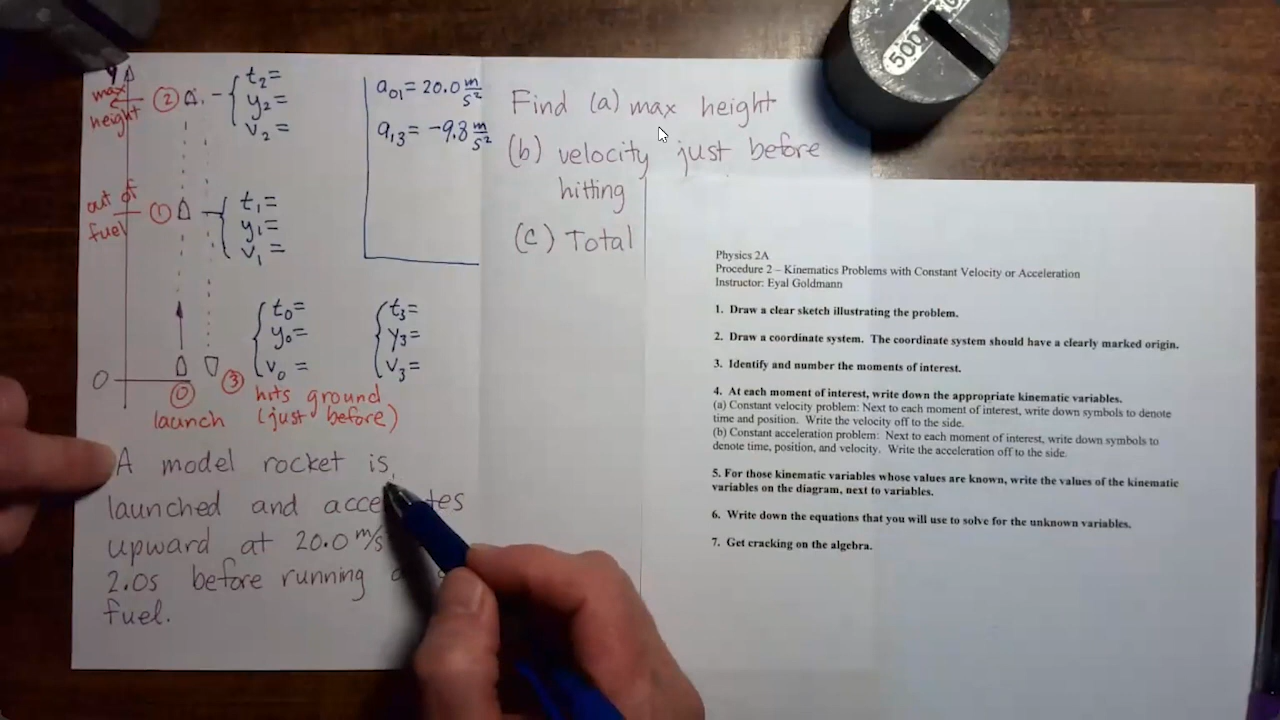 y
max
height
②
t₂=
y₂=
v₂=
out of
fuel
①
t₁=
y₁=
v₁=
a₀₁ = 20.0 m/s²
a₁₃ = -9.8 m/s²
t₀=
y₀=
v₀=
t₃=
y₃=
v₃=
0
⓪
launch
③ hits ground
(just before)
A model rocket is
launched and
upward at 20.0 m/s
2.0s before running
fuel.
Find (a) max height
(b) velocity just before
hitting
(c) Total
500
Physics 2A
Procedure 2 – Kinematics Problems with Constant Velocity or Acceleration
Instructor: Eyal Goldmann
1. Draw a clear sketch illustrating the problem.
2. Draw a coordinate system. The coordinate system should have a clearly marked origin.
3. Identify and number the moments of interest.
4. At each moment of interest, write down the appropriate kinematic variables.
(a) Constant velocity problem: Next to each moment of interest, write down symbols to denote
time and position. Write the velocity off to the side.
(b) Constant acceleration problem: Next to each moment of interest, write down symbols to
denote time, position, and velocity. Write the acceleration off to the side.
5. For those kinematic variables whose values are known, write the values of the kinematic
variables on the diagram, next to variables.
6. Write down the equations that you will use to solve for the unknown variables.
7. Get cracking on the algebra.